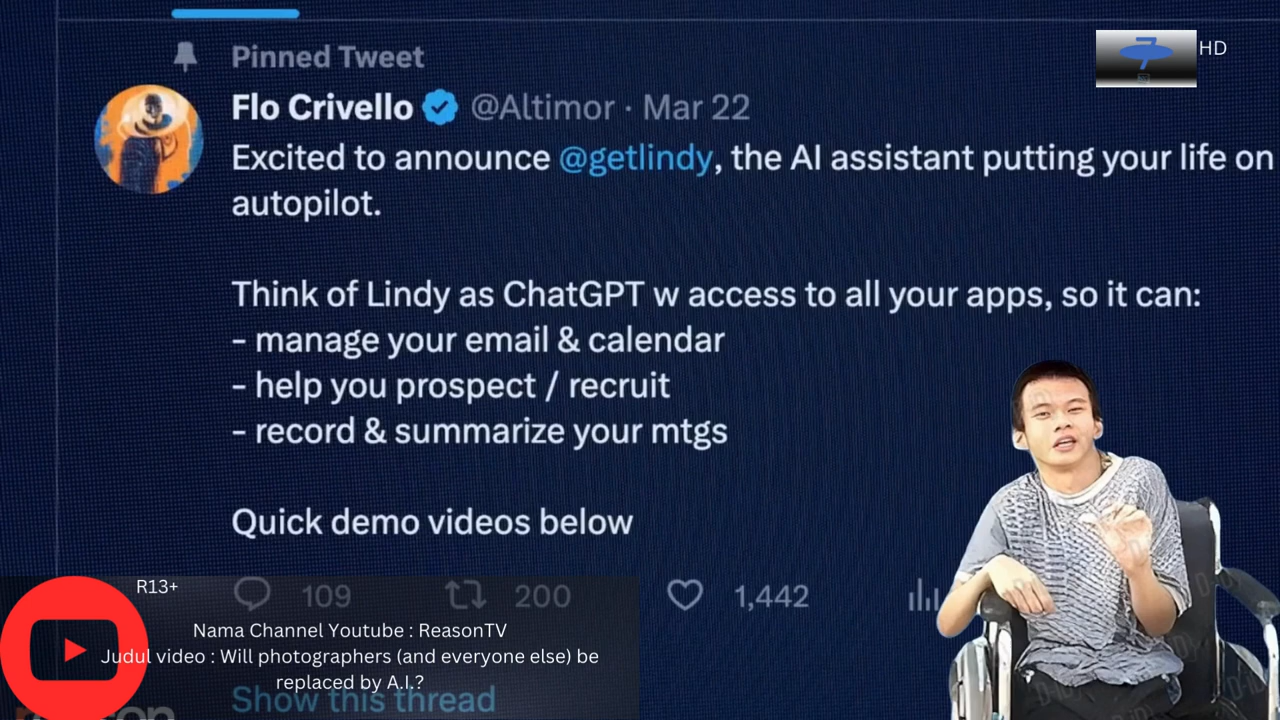 Pinned Tweet
HD
Flo Crivello @Altimor · Mar 22
Excited to announce @getlindy, the AI assistant putting your life on
autopilot.
Think of Lindy as ChatGPT w access to all your apps, so it can:
- manage your email & calendar
- help you prospect / recruit
- record & summarize your mtgs
Quick demo videos below
109 200 1,442
R13+
Nama Channel Youtube : ReasonTV
Judul video : Will photographers (and everyone else) be
replaced by A.I.?
Show this thread